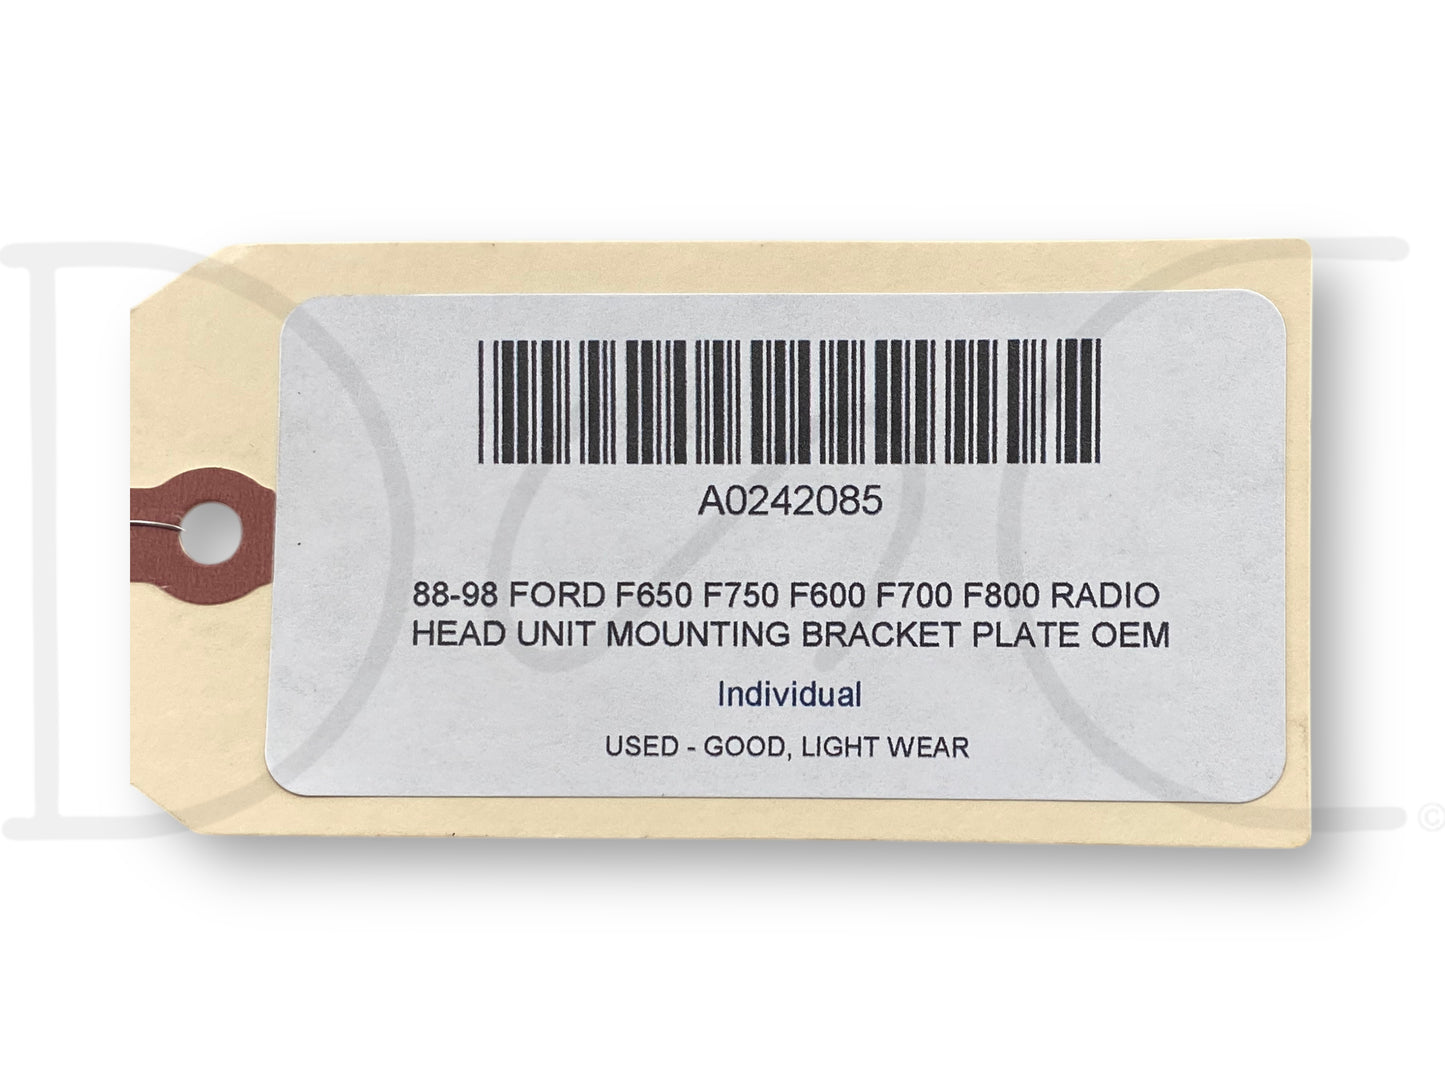 A0242085
88-98 FORD F650 F750 F600 F700 F800 RADIO
HEAD UNIT MOUNTING BRACKET PLATE OEM
Individual
USED - GOOD, LIGHT WEAR
D C
©